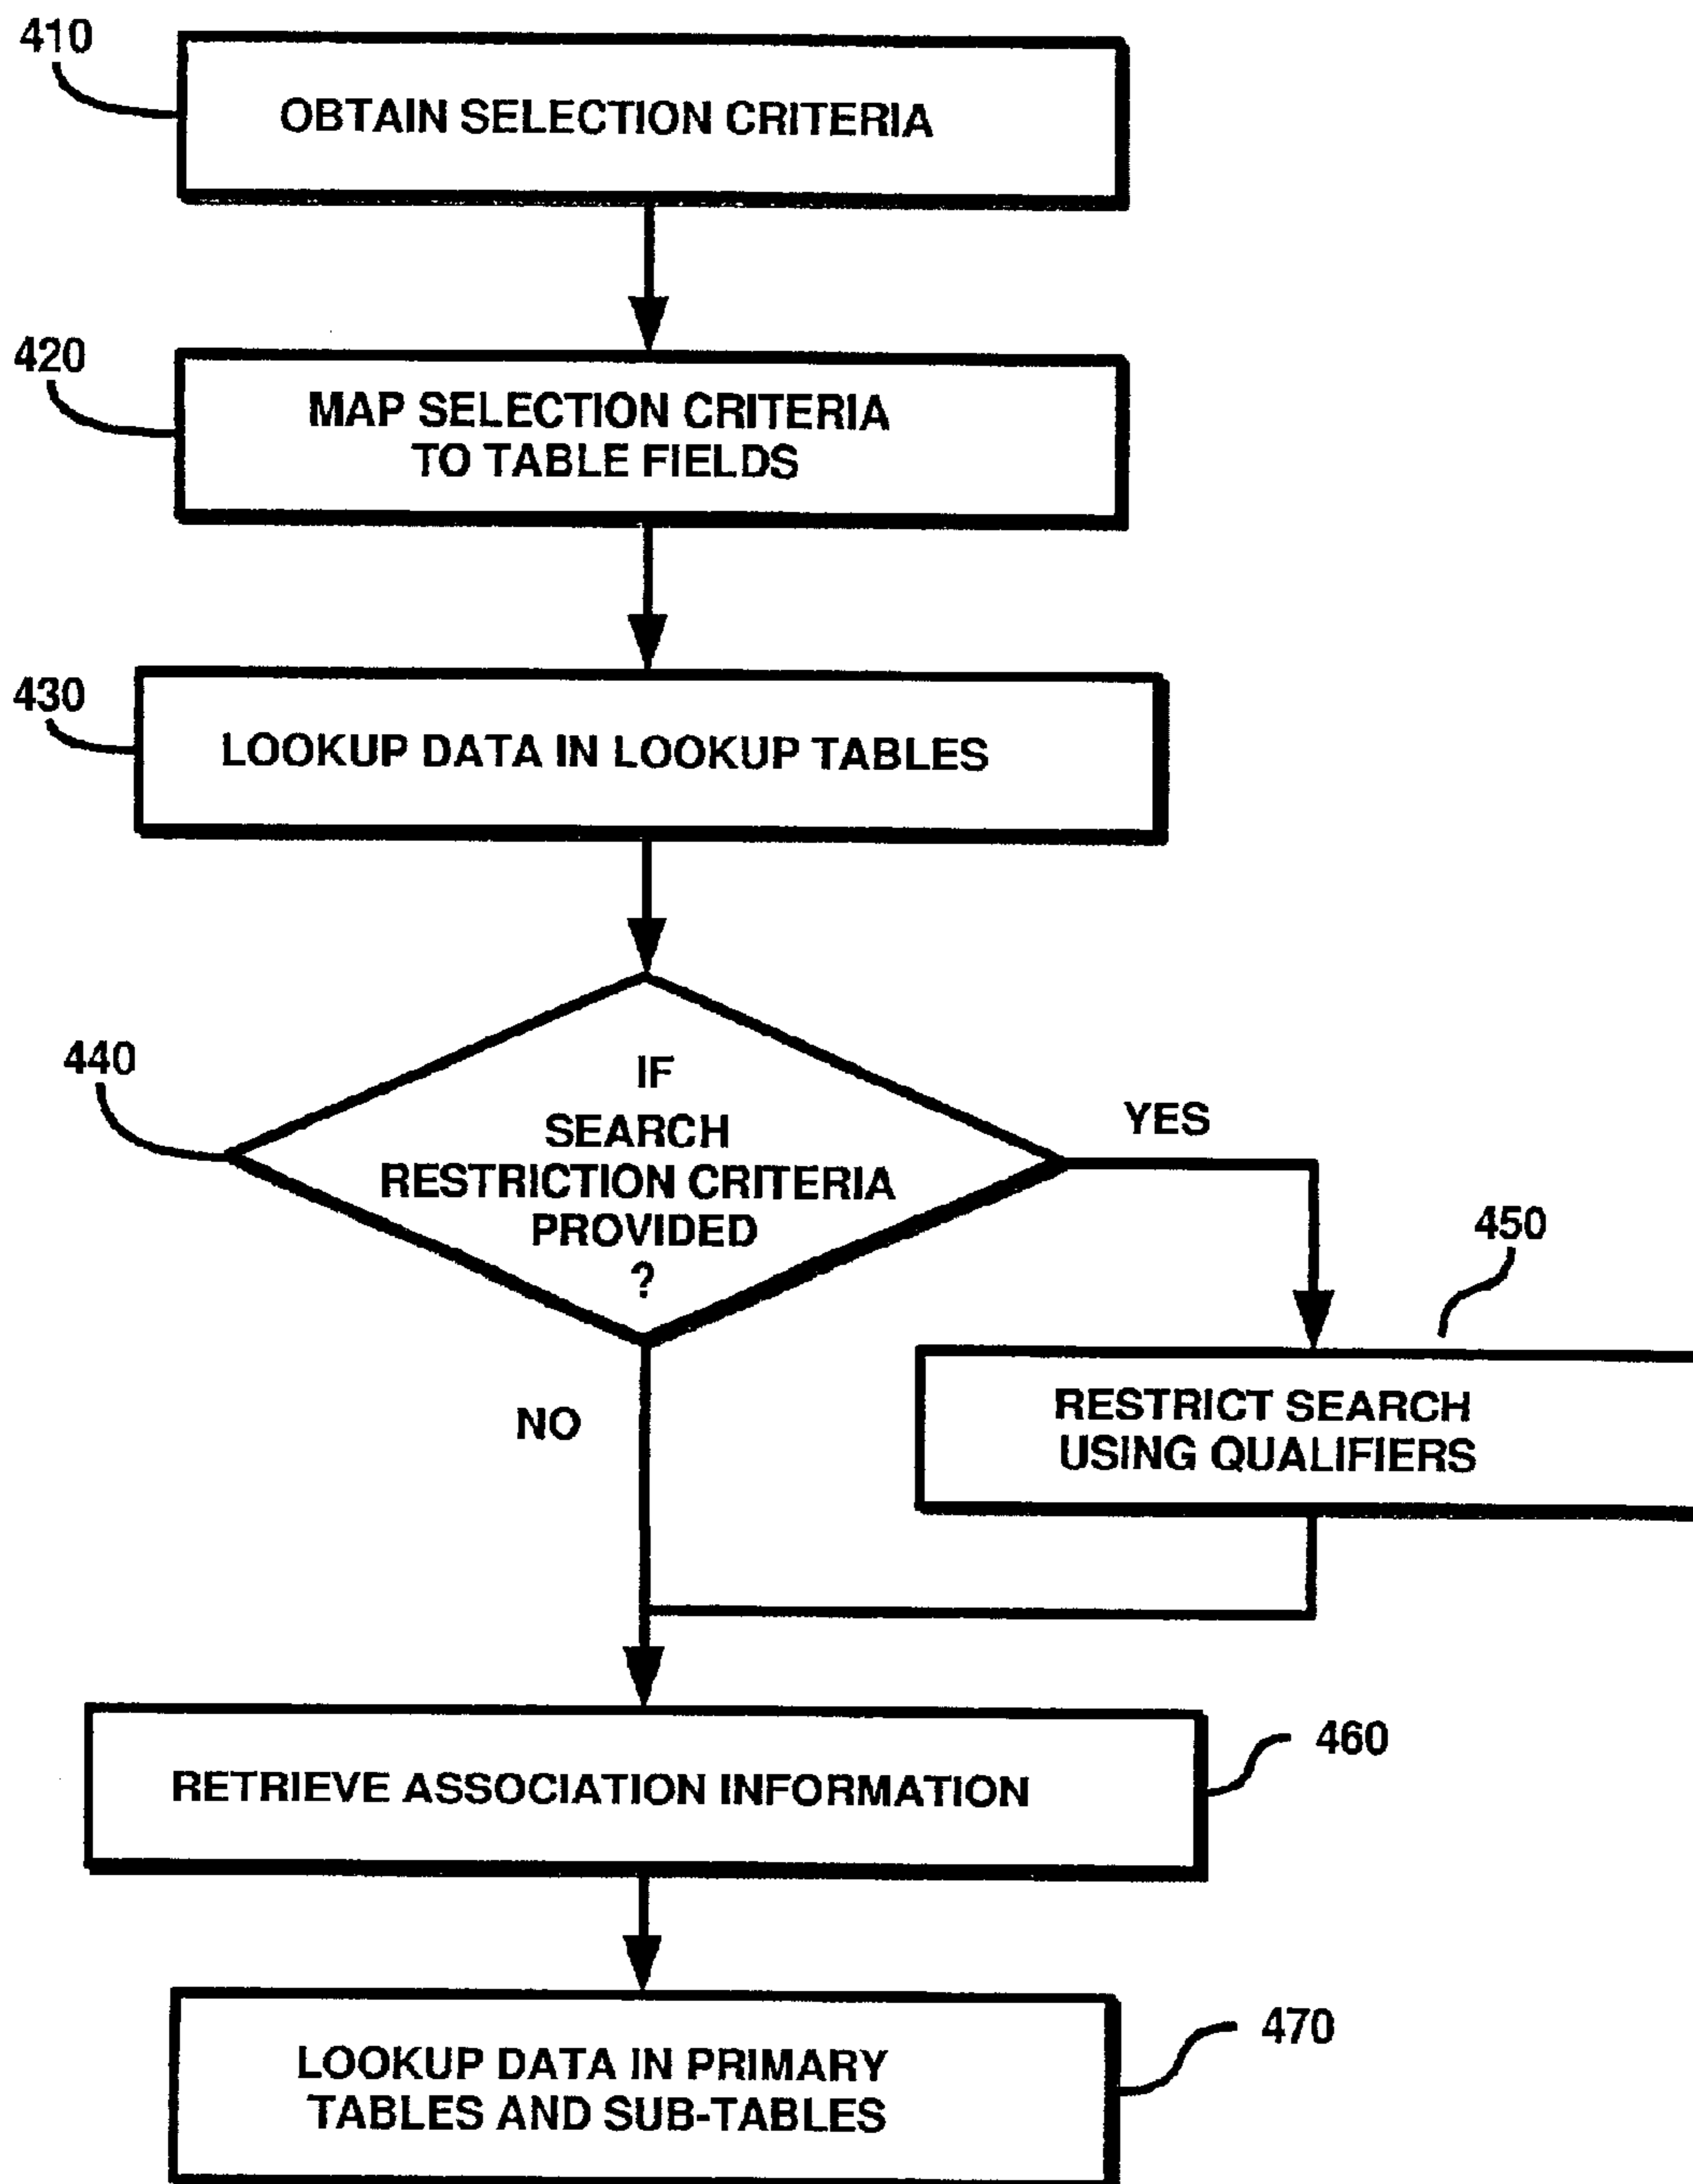 410
OBTAIN SELECTION CRITERIA
420
MAP SELECTION CRITERIA
TO TABLE FIELDS
430
LOOKUP DATA IN LOOKUP TABLES
440
IF
SEARCH
RESTRICTION CRITERIA
PROVIDED
?
YES
450
RESTRICT SEARCH
USING QUALIFIERS
NO
RETRIEVE ASSOCIATION INFORMATION
460
LOOKUP DATA IN PRIMARY
TABLES AND SUB-TABLES
470